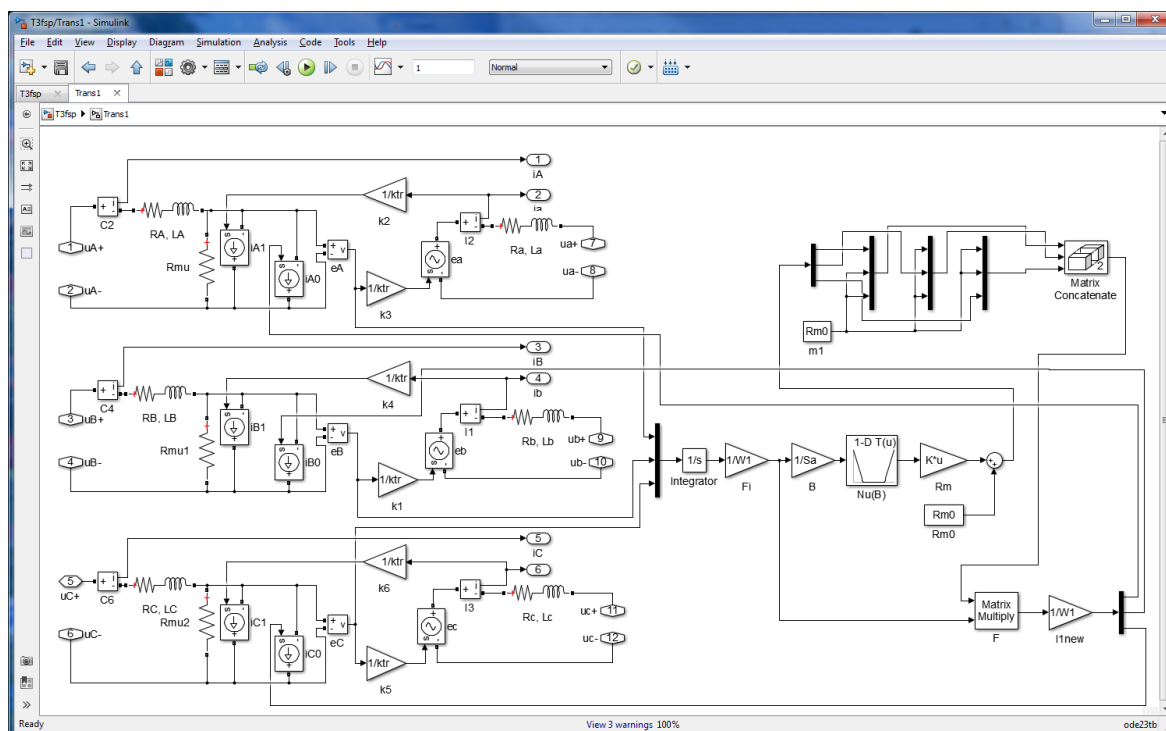 T3fsp/Trans1 - Simulink
File Edit View Display Diagram Simulation Analysis Code Tools Help
1 Normal
T3fsp Trans1
T3fsp Trans1
1
iA
2
ia
1/ktr
k2
+ i -
C2
RA, LA
1
uA+
Rmu
s
iA1
s
iA0
+ - v
eA
s
ea
+ i -
I2
Ra, La
ua+ 7
ua- 8
2
uA-
1/ktr
k3
2
Matrix
Concatenate
Rm0
m1
3
iB
4
ib
1/ktr
k4
+ i -
C4
RB, LB
3
uB+
Rmu1
s
iB1
s
iB0
+ - v
eB
s
eb
+ i -
I1
Rb, Lb
ub+ 9
ub- 10
4
uB-
1/ktr
k1
1/s
Integrator
1/W1
Fi
1/Sa
B
1-D T(u)
Nu(B)
K*u
Rm
Rm0
Rm0
5
iC
6
1/ktr
k6
5
uC+
+ i -
C6
RC, LC
Rmu2
s
iC1
s
iC0
+ - v
eC
s
ec
+ i -
I3
Rc, Lc
uc+ 11
uc- 12
6
uC-
1/ktr
k5
Matrix
Multiply
F
1/W1
I1new
Ready View 3 warnings 100% ode23tb